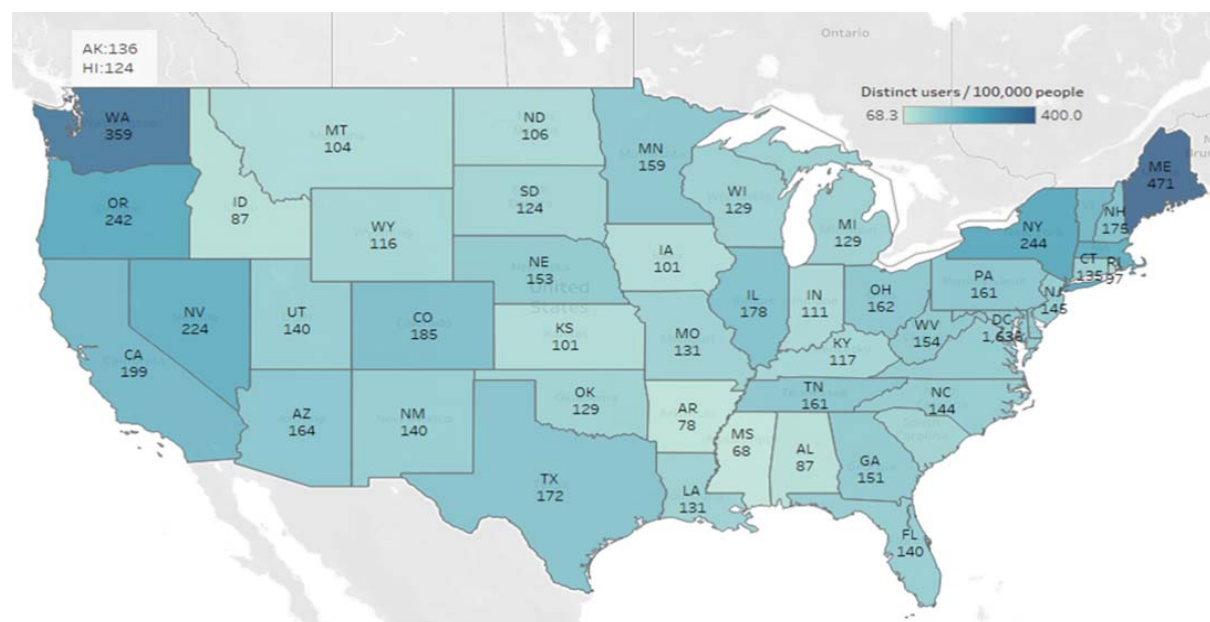 Ontario
AK:136
HI:124
Distinct users / 100,000 people
68.3
400.0
WA
359
MT
104
ND
106
MN
159
ME
471
OR
242
ID
87
SD
124
WI
129
MI
129
NY
244
NH
175
WY
116
IA
101
CT
135
RI
97
NE
153
PA
161
NJ
145
United
States
NV
224
UT
140
CO
185
IL
178
IN
111
OH
162
WV
154
DC
1,636
CA
199
KS
101
MO
131
KY
117
AZ
164
NM
140
OK
129
AR
78
TN
161
NC
144
MS
68
AL
87
GA
151
TX
172
LA
131
FL
140